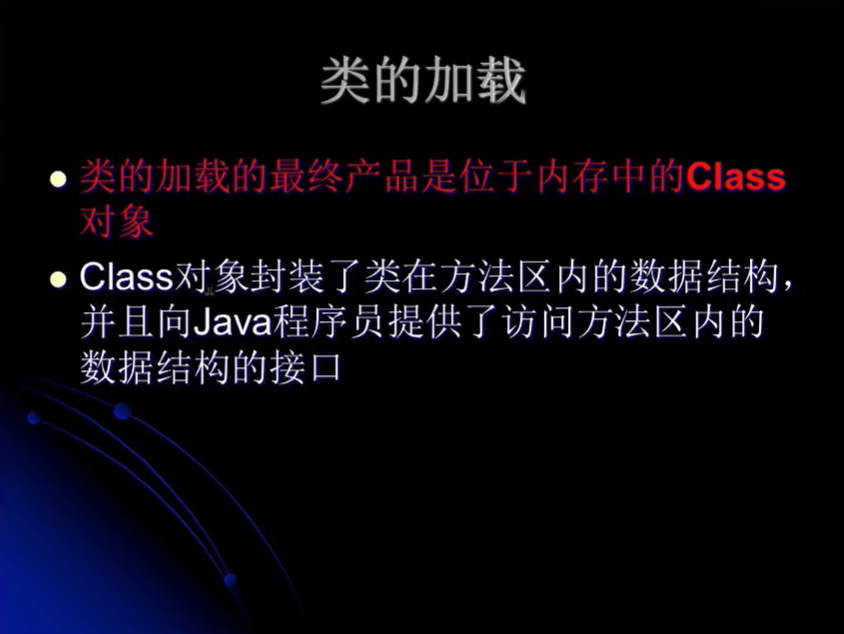 类的加载
类的加载的最终产品是位于内存中的Class
对象
Class对象封装了类在方法区内的数据结构，
并且向Java程序员提供了访问方法区内的
数据结构的接口